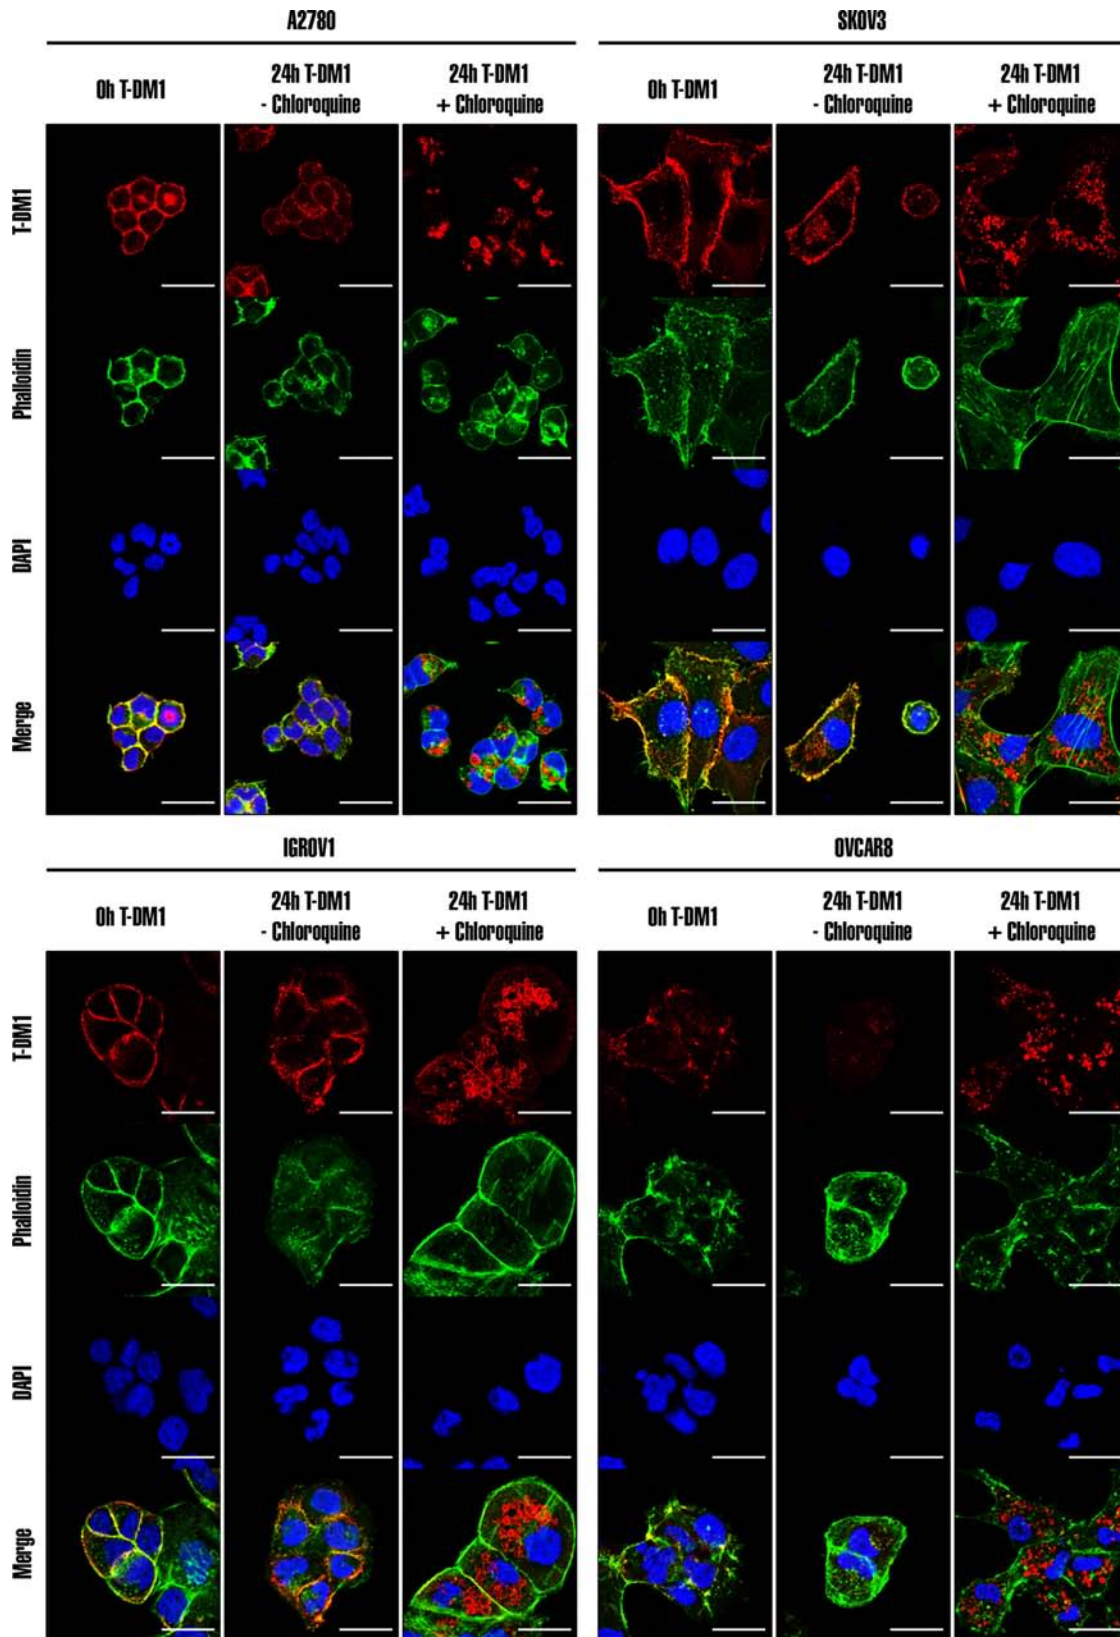 A2780
SKOV3
0h T-DM1
24h T-DM1
- Chloroquine
24h T-DM1
+ Chloroquine
0h T-DM1
24h T-DM1
- Chloroquine
24h T-DM1
+ Chloroquine
T-DM1
Phalloidin
DAPI
Merge
IGROV1
OVCAR8
0h T-DM1
24h T-DM1
- Chloroquine
24h T-DM1
+ Chloroquine
0h T-DM1
24h T-DM1
- Chloroquine
24h T-DM1
+ Chloroquine
T-DM1
Phalloidin
DAPI
Merge